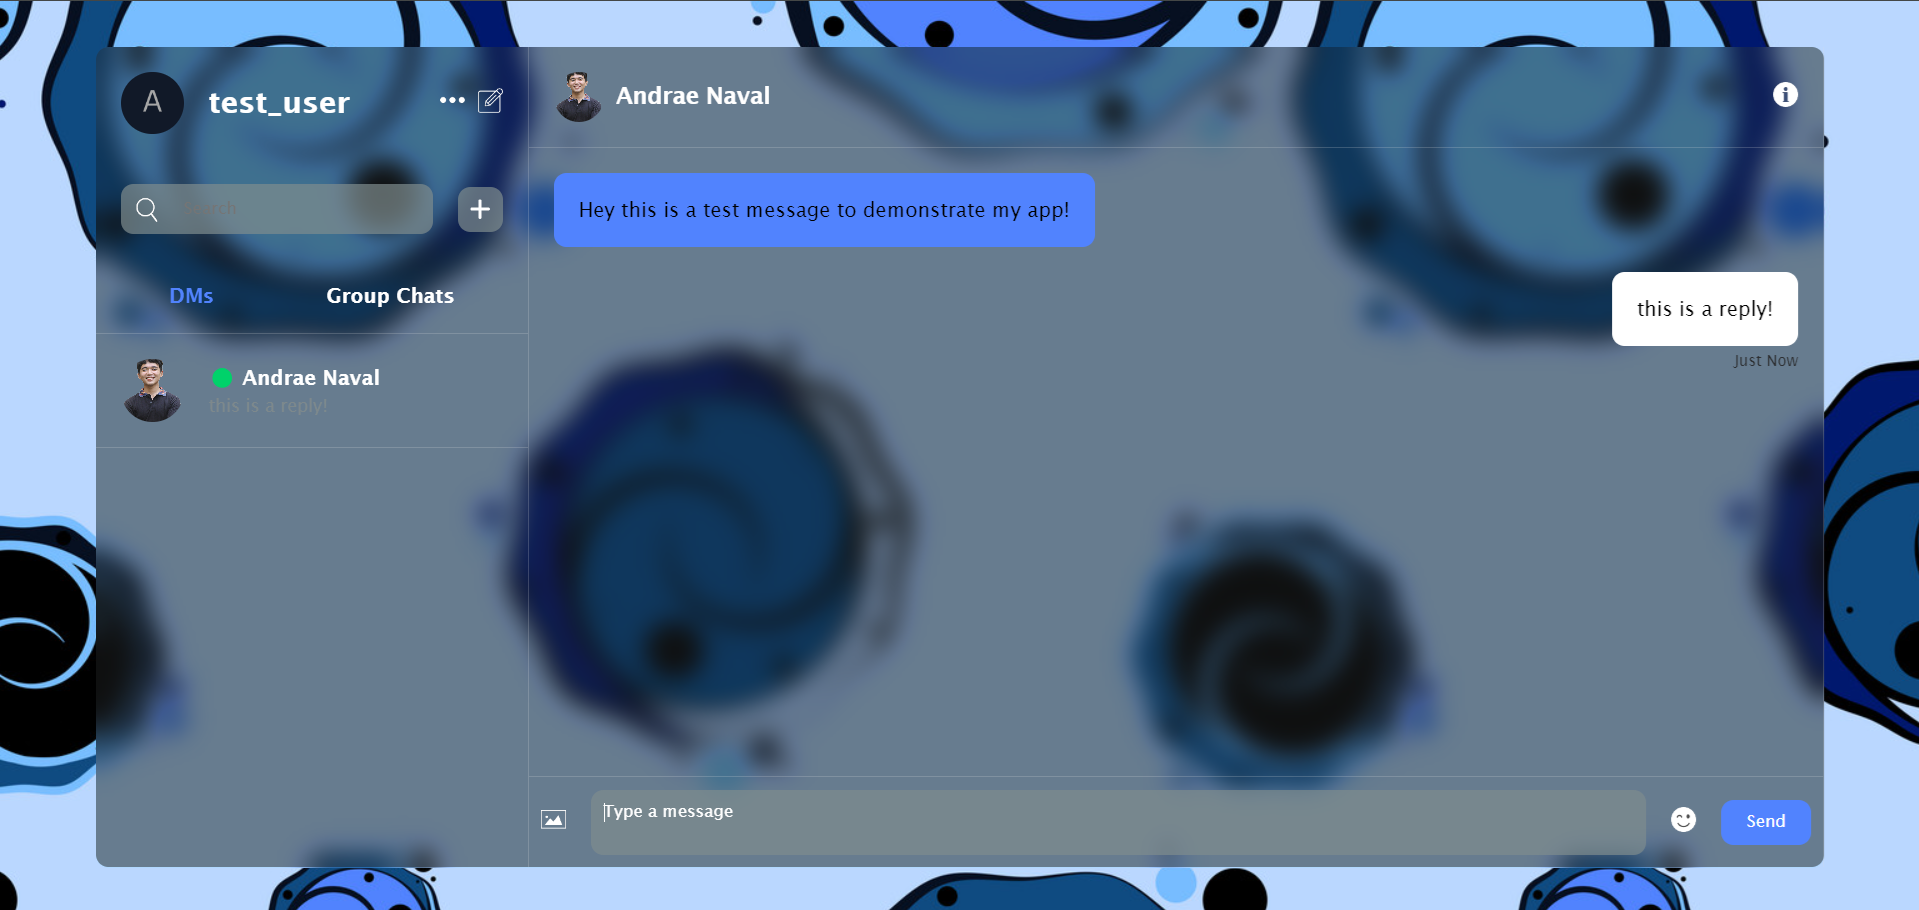 A
test_user
Search
DMs
Group Chats
Andrae Naval
this is a reply!
Andrae Naval
Hey this is a test message to demonstrate my app!
this is a reply!
Just Now
Type a message
Send